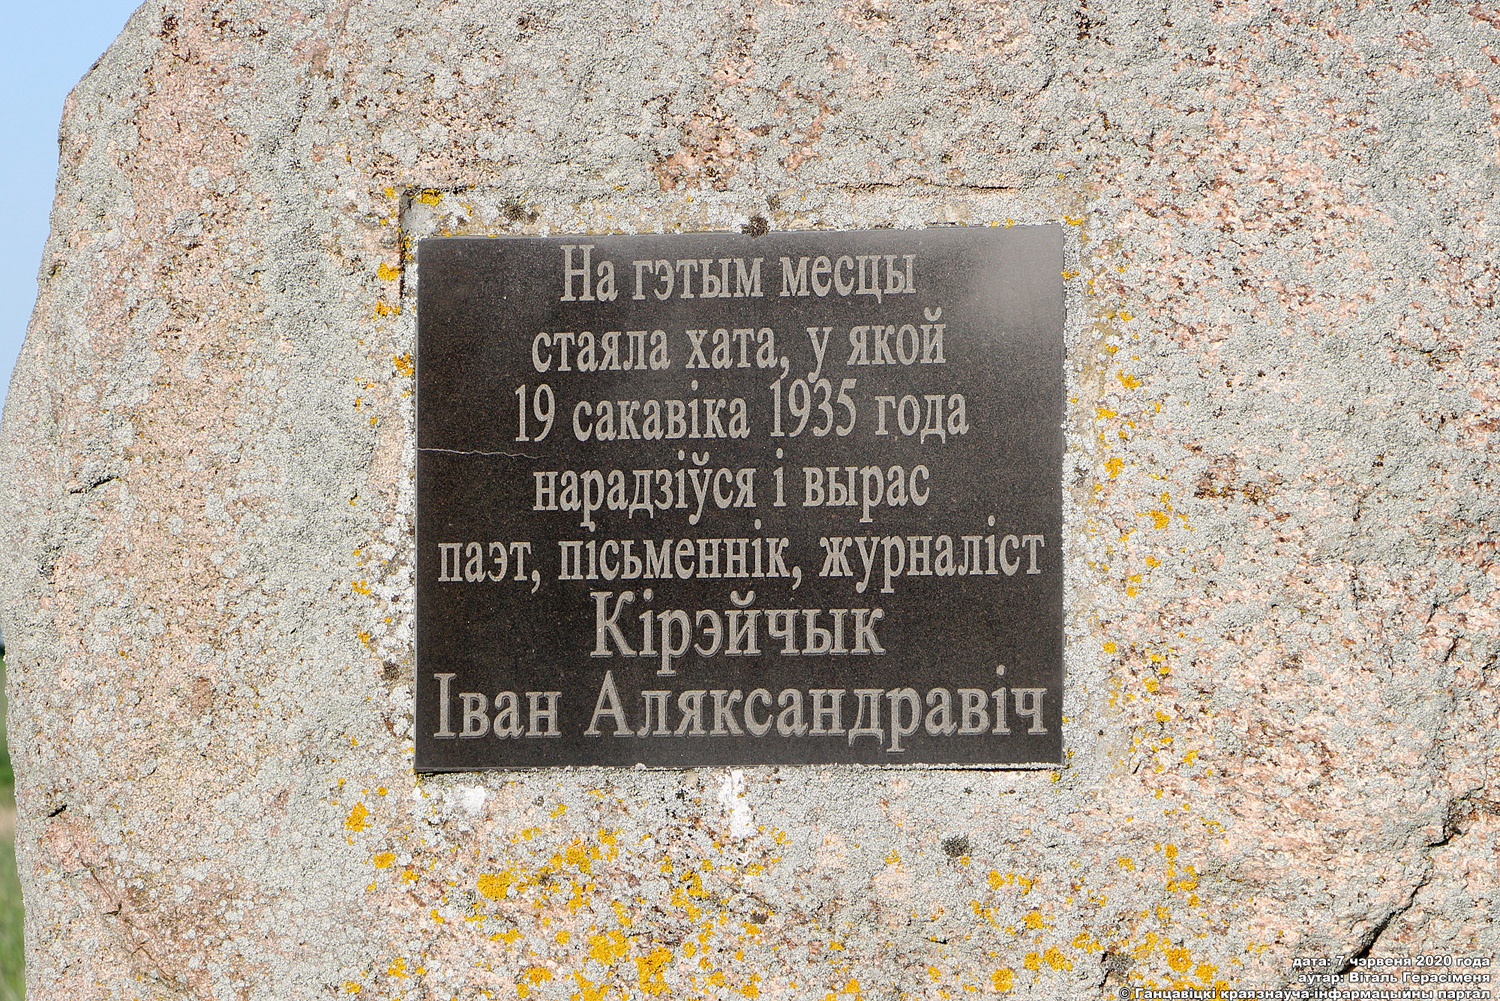 На гэтым месцы
стаяла хата, у якой
19 сакавіка 1935 года
нарадзіўся і вырас
паэт, пісьменнік, журналіст
Кірэйчык
Іван Аляксандравіч
дата: 7 чэрвеня 2020 года
аўтар: Віталь Герасіменя
© Ганцавіцкі краязнауча-інфармацыйны партал